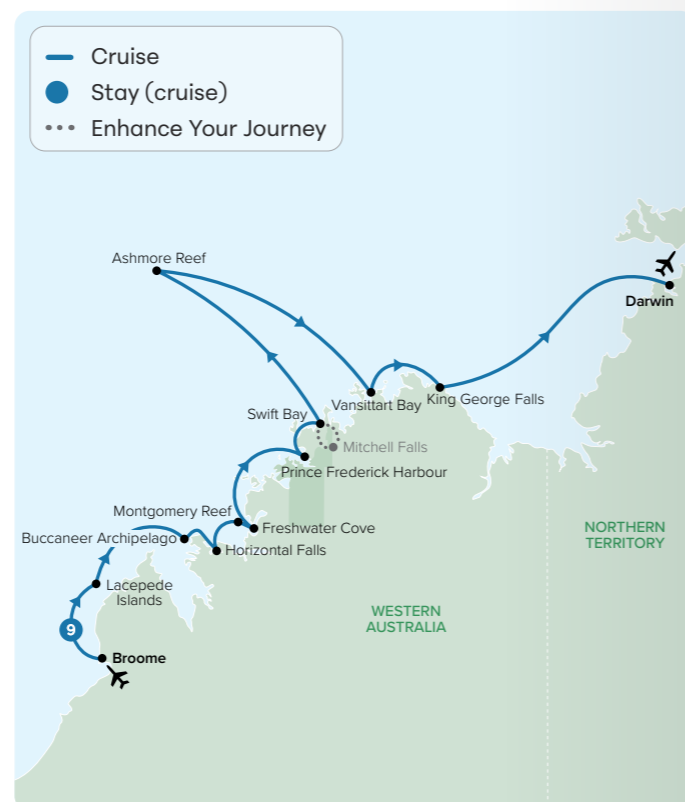 Cruise
Stay (cruise)
Enhance Your Journey
Ashmore Reef
Darwin
Vansittart Bay
King George Falls
Swift Bay
Mitchell Falls
Prince Frederick Harbour
Montgomery Reef
Freshwater Cove
Buccaneer Archipelago
Horizontal Falls
NORTHERN
TERRITORY
Lacepede
Islands
WESTERN
AUSTRALIA
9
Broome